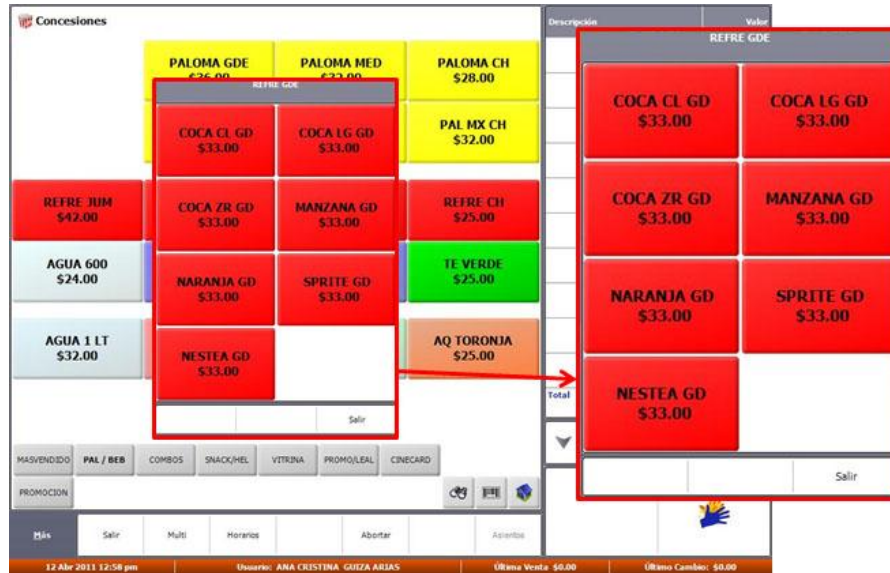 Concesiones
Descripción Valor
PALOMA GDE
$36.00
PALOMA MED
$32.00
PALOMA CH
$28.00
PAL MX CH
$32.00
REFRE JUM
$42.00
REFRE CH
$25.00
AGUA 600
$24.00
TE VERDE
$25.00
AGUA 1 LT
$32.00
AQ TORONJA
$25.00
REFRE GDE
COCA CL GD
$33.00
COCA LG GD
$33.00
COCA ZR GD
$33.00
MANZANA GD
$33.00
NARANJA GD
$33.00
SPRITE GD
$33.00
NESTEA GD
$33.00
Salir
REFRE GDE
COCA CL GD
$33.00
COCA LG GD
$33.00
COCA ZR GD
$33.00
MANZANA GD
$33.00
NARANJA GD
$33.00
SPRITE GD
$33.00
NESTEA GD
$33.00
Salir
Total
MASVENDIDO PAL / BEB COMBOS SNACK/HEL VITRINA PROMO/LEAL CINECARD
PROMOCION
Más Salir Multi Horarios Abortar Asientos
12 Abr 2011 12:58 pm Usuario: ANA CRISTINA GUIZA ARIAS Última Venta $0.00 Último Cambio: $0.00